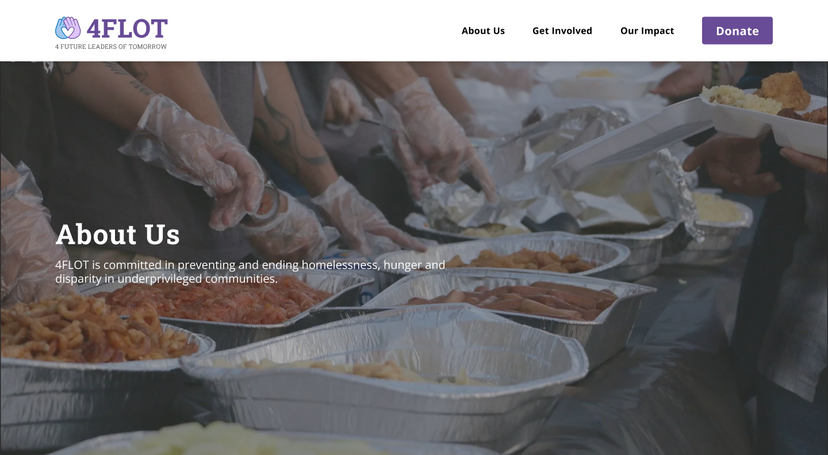 4FLOT
4 FUTURE LEADERS OF TOMORROW
About Us
Get Involved
Our Impact
Donate
About Us
4FLOT is committed in preventing and ending homelessness, hunger and
disparity in underprivileged communities.